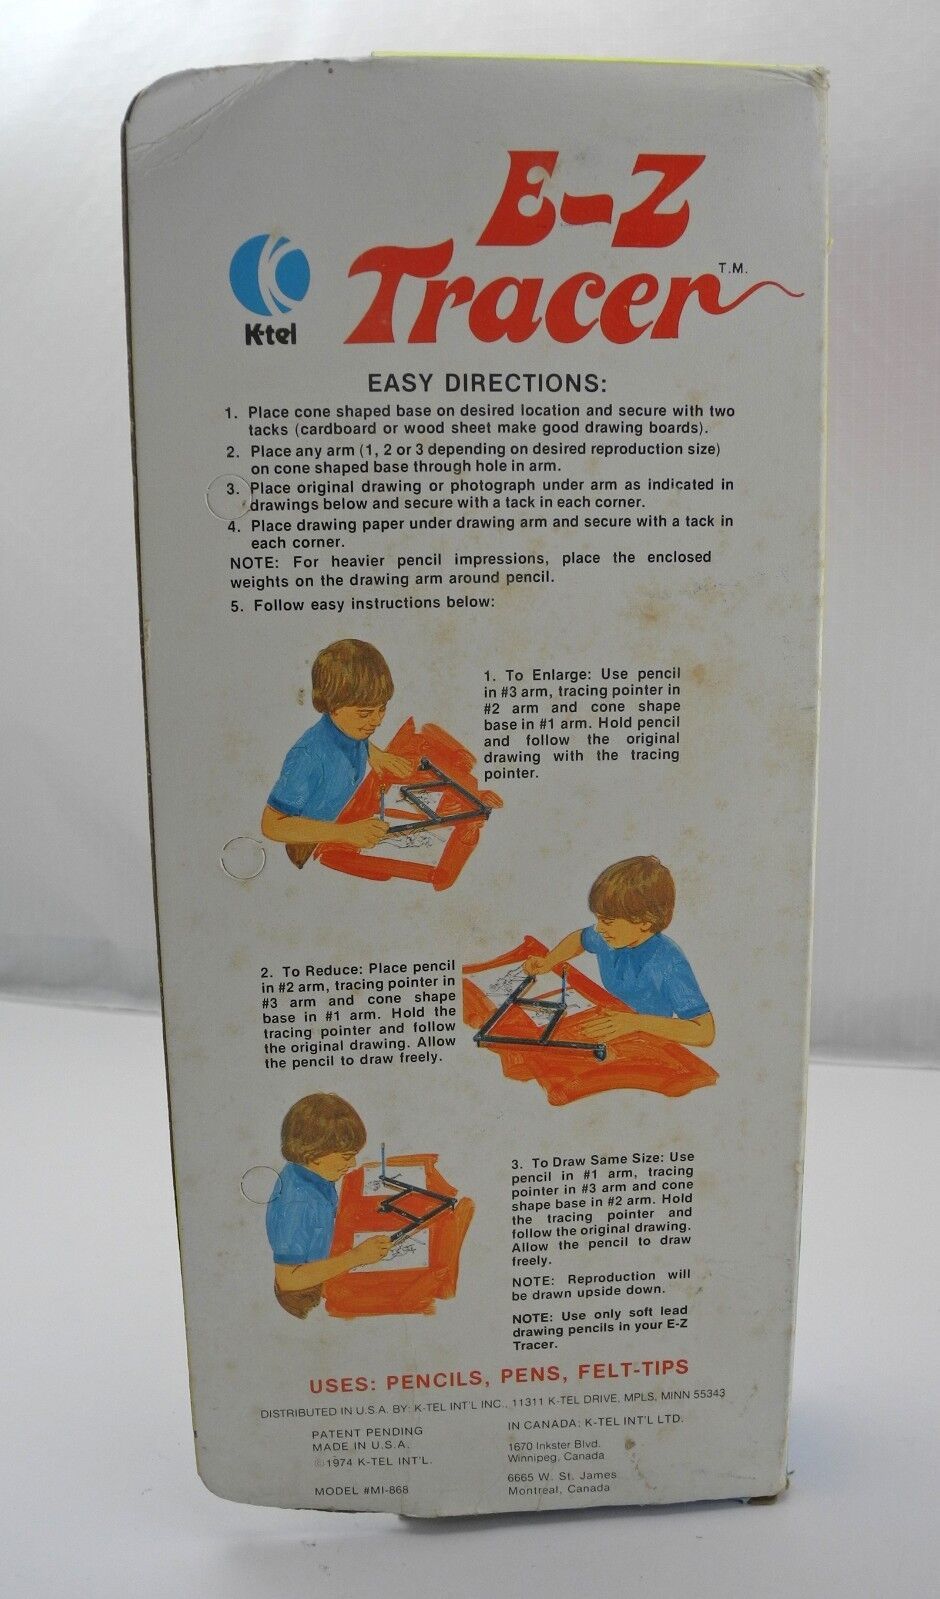 E-Z
Tracer T.M.
K-tel
EASY DIRECTIONS:
1. Place cone shaped base on desired location and secure with two
tacks (cardboard or wood sheet make good drawing boards).
2. Place any arm (1, 2 or 3 depending on desired reproduction size)
on cone shaped base through hole in arm.
3. Place original drawing or photograph under arm as indicated in
drawings below and secure with a tack in each corner.
4. Place drawing paper under drawing arm and secure with a tack in
each corner.
NOTE: For heavier pencil impressions, place the enclosed
weights on the drawing arm around pencil.
5. Follow easy instructions below:
1. To Enlarge: Use pencil
in #3 arm, tracing pointer in
#2 arm and cone shape
base in #1 arm. Hold pencil
and follow the original
drawing with the tracing
pointer.
2. To Reduce: Place pencil
in #2 arm, tracing pointer in
#3 arm and cone shape
base in #1 arm. Hold the
tracing pointer and follow
the original drawing. Allow
the pencil to draw freely.
3. To Draw Same Size: Use
pencil in #1 arm, tracing
pointer in #3 arm and cone
shape base in #2 arm. Hold
the tracing pointer and
follow the original drawing.
Allow the pencil to draw
freely.
NOTE: Reproduction will
be drawn upside down.
NOTE: Use only soft lead
drawing pencils in your E-Z
Tracer.
USES: PENCILS, PENS, FELT-TIPS
DISTRIBUTED IN U.S.A. BY: K-TEL INT'L INC., 11311 K-TEL DRIVE, MPLS, MINN 55343
PATENT PENDING
MADE IN U.S.A.
©1974 K-TEL INT'L.
MODEL #MI-868
IN CANADA: K-TEL INT'L LTD.
1670 Inkster Blvd.
Winnipeg, Canada
6665 W. St. James
Montreal, Canada